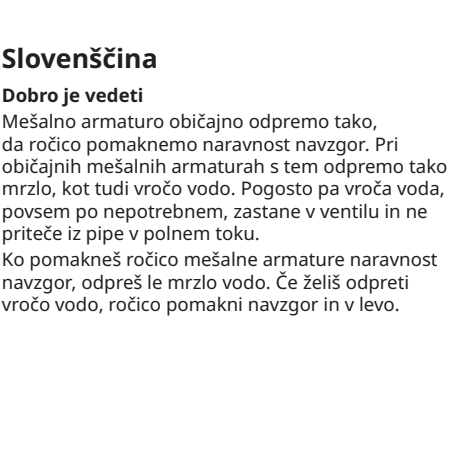 Slovenščina
Dobro je vedeti
Mešalno armaturo običajno odpremo tako,
da ročico pomaknemo naravnost navzgor. Pri
običajnih mešalnih armaturah s tem odpremo tako
mrzlo, kot tudi vročo vodo. Pogosto pa vroča voda,
povsem po nepotrebnem, zastane v ventilu in ne
priteče iz pipe v polnem toku.
Ko pomakneš ročico mešalne armature naravnost
navzgor, odpreš le mrzlo vodo. Če želiš odpreti
vročo vodo, ročico pomakni navzgor in v levo.